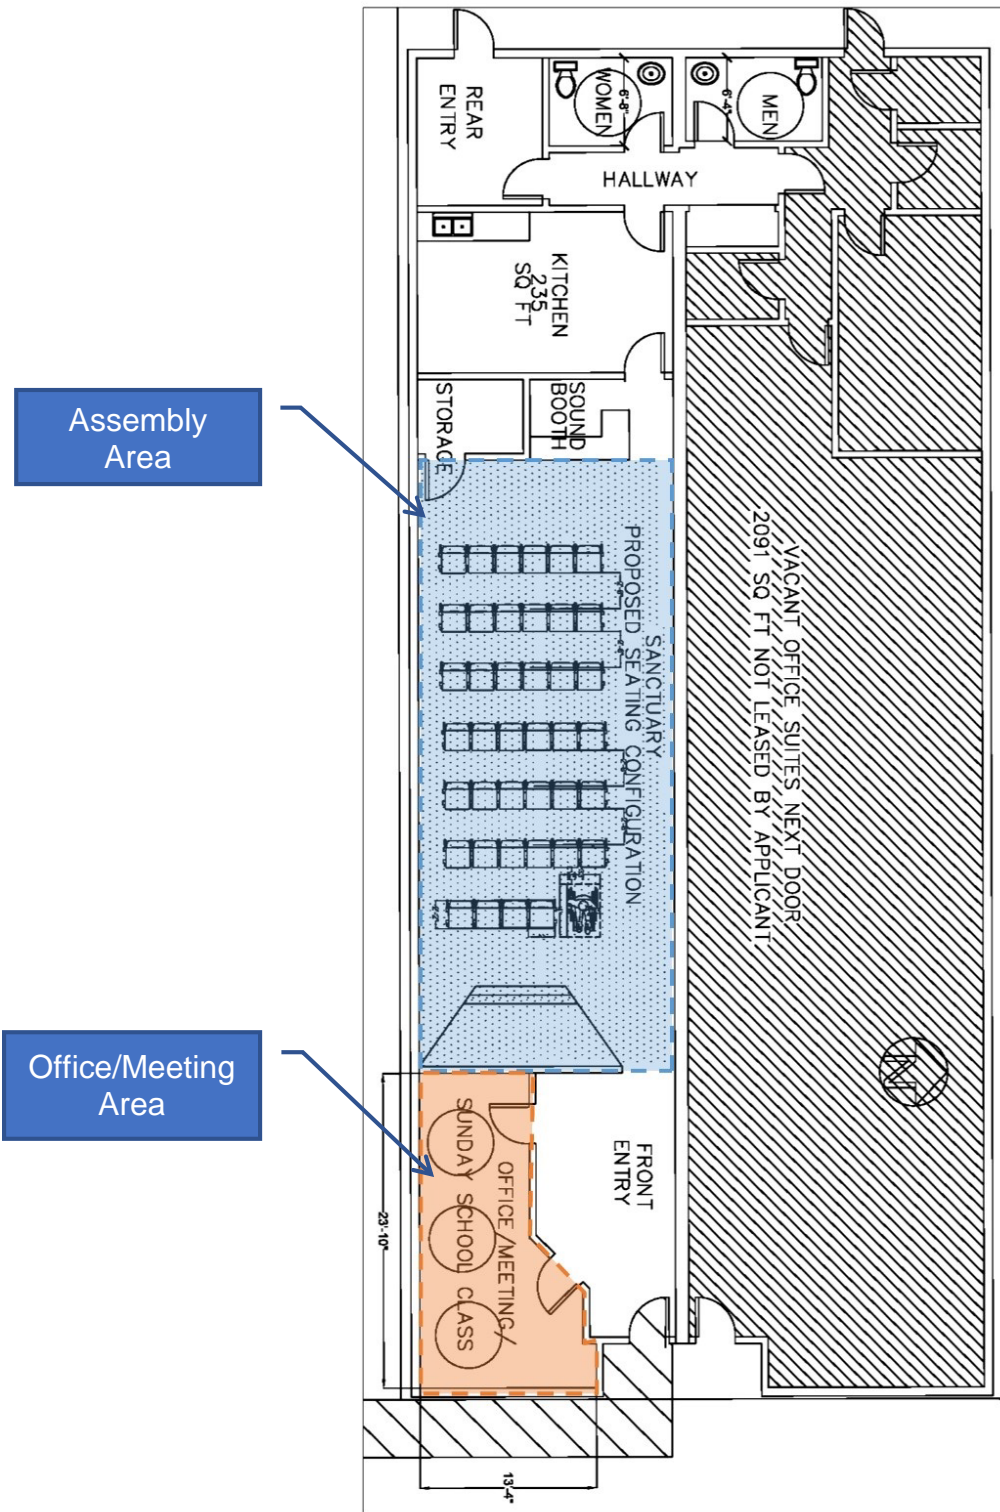 REAR
ENTRY
WOMEN
6'-8"
6'-4"
MEN
HALLWAY
KITCHEN
235
SQ FT
STORAGE
SOUND
BOOTH
Assembly
Area
SANCTUARY
PROPOSED SEATING CONFIGURATION
VACANT OFFICE SUITES NEXT DOOR
2091 SQ FT NOT LEASED BY APPLICANT
N
Office/Meeting
Area
FRONT
ENTRY
OFFICE/MEETING/
SUNDAY SCHOOL CLASS
23'-10"
13'-4"